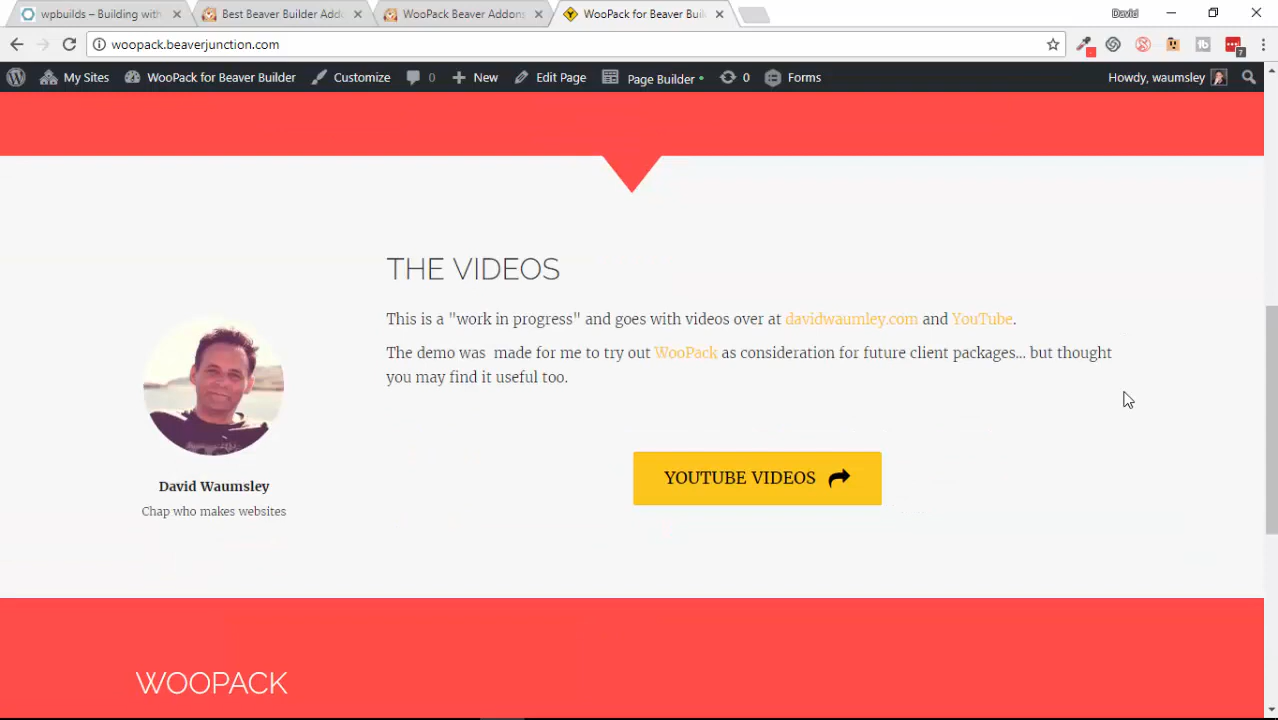 wpbuilds – Building with
Best Beaver Builder Add
WooPack Beaver Addons
WooPack for Beaver Buil
David
woopack.beaverjunction.com
7
My Sites
WooPack for Beaver Builder
Customize
0
New
Edit Page
Page Builder
0
Forms
Howdy, waumsley
THE VIDEOS
This is a "work in progress" and goes with videos over at davidwaumley.com and YouTube.
The demo was made for me to try out WooPack as consideration for future client packages... but thought
you may find it useful too.
David Waumsley
Chap who makes websites
YOUTUBE VIDEOS
WOOPACK